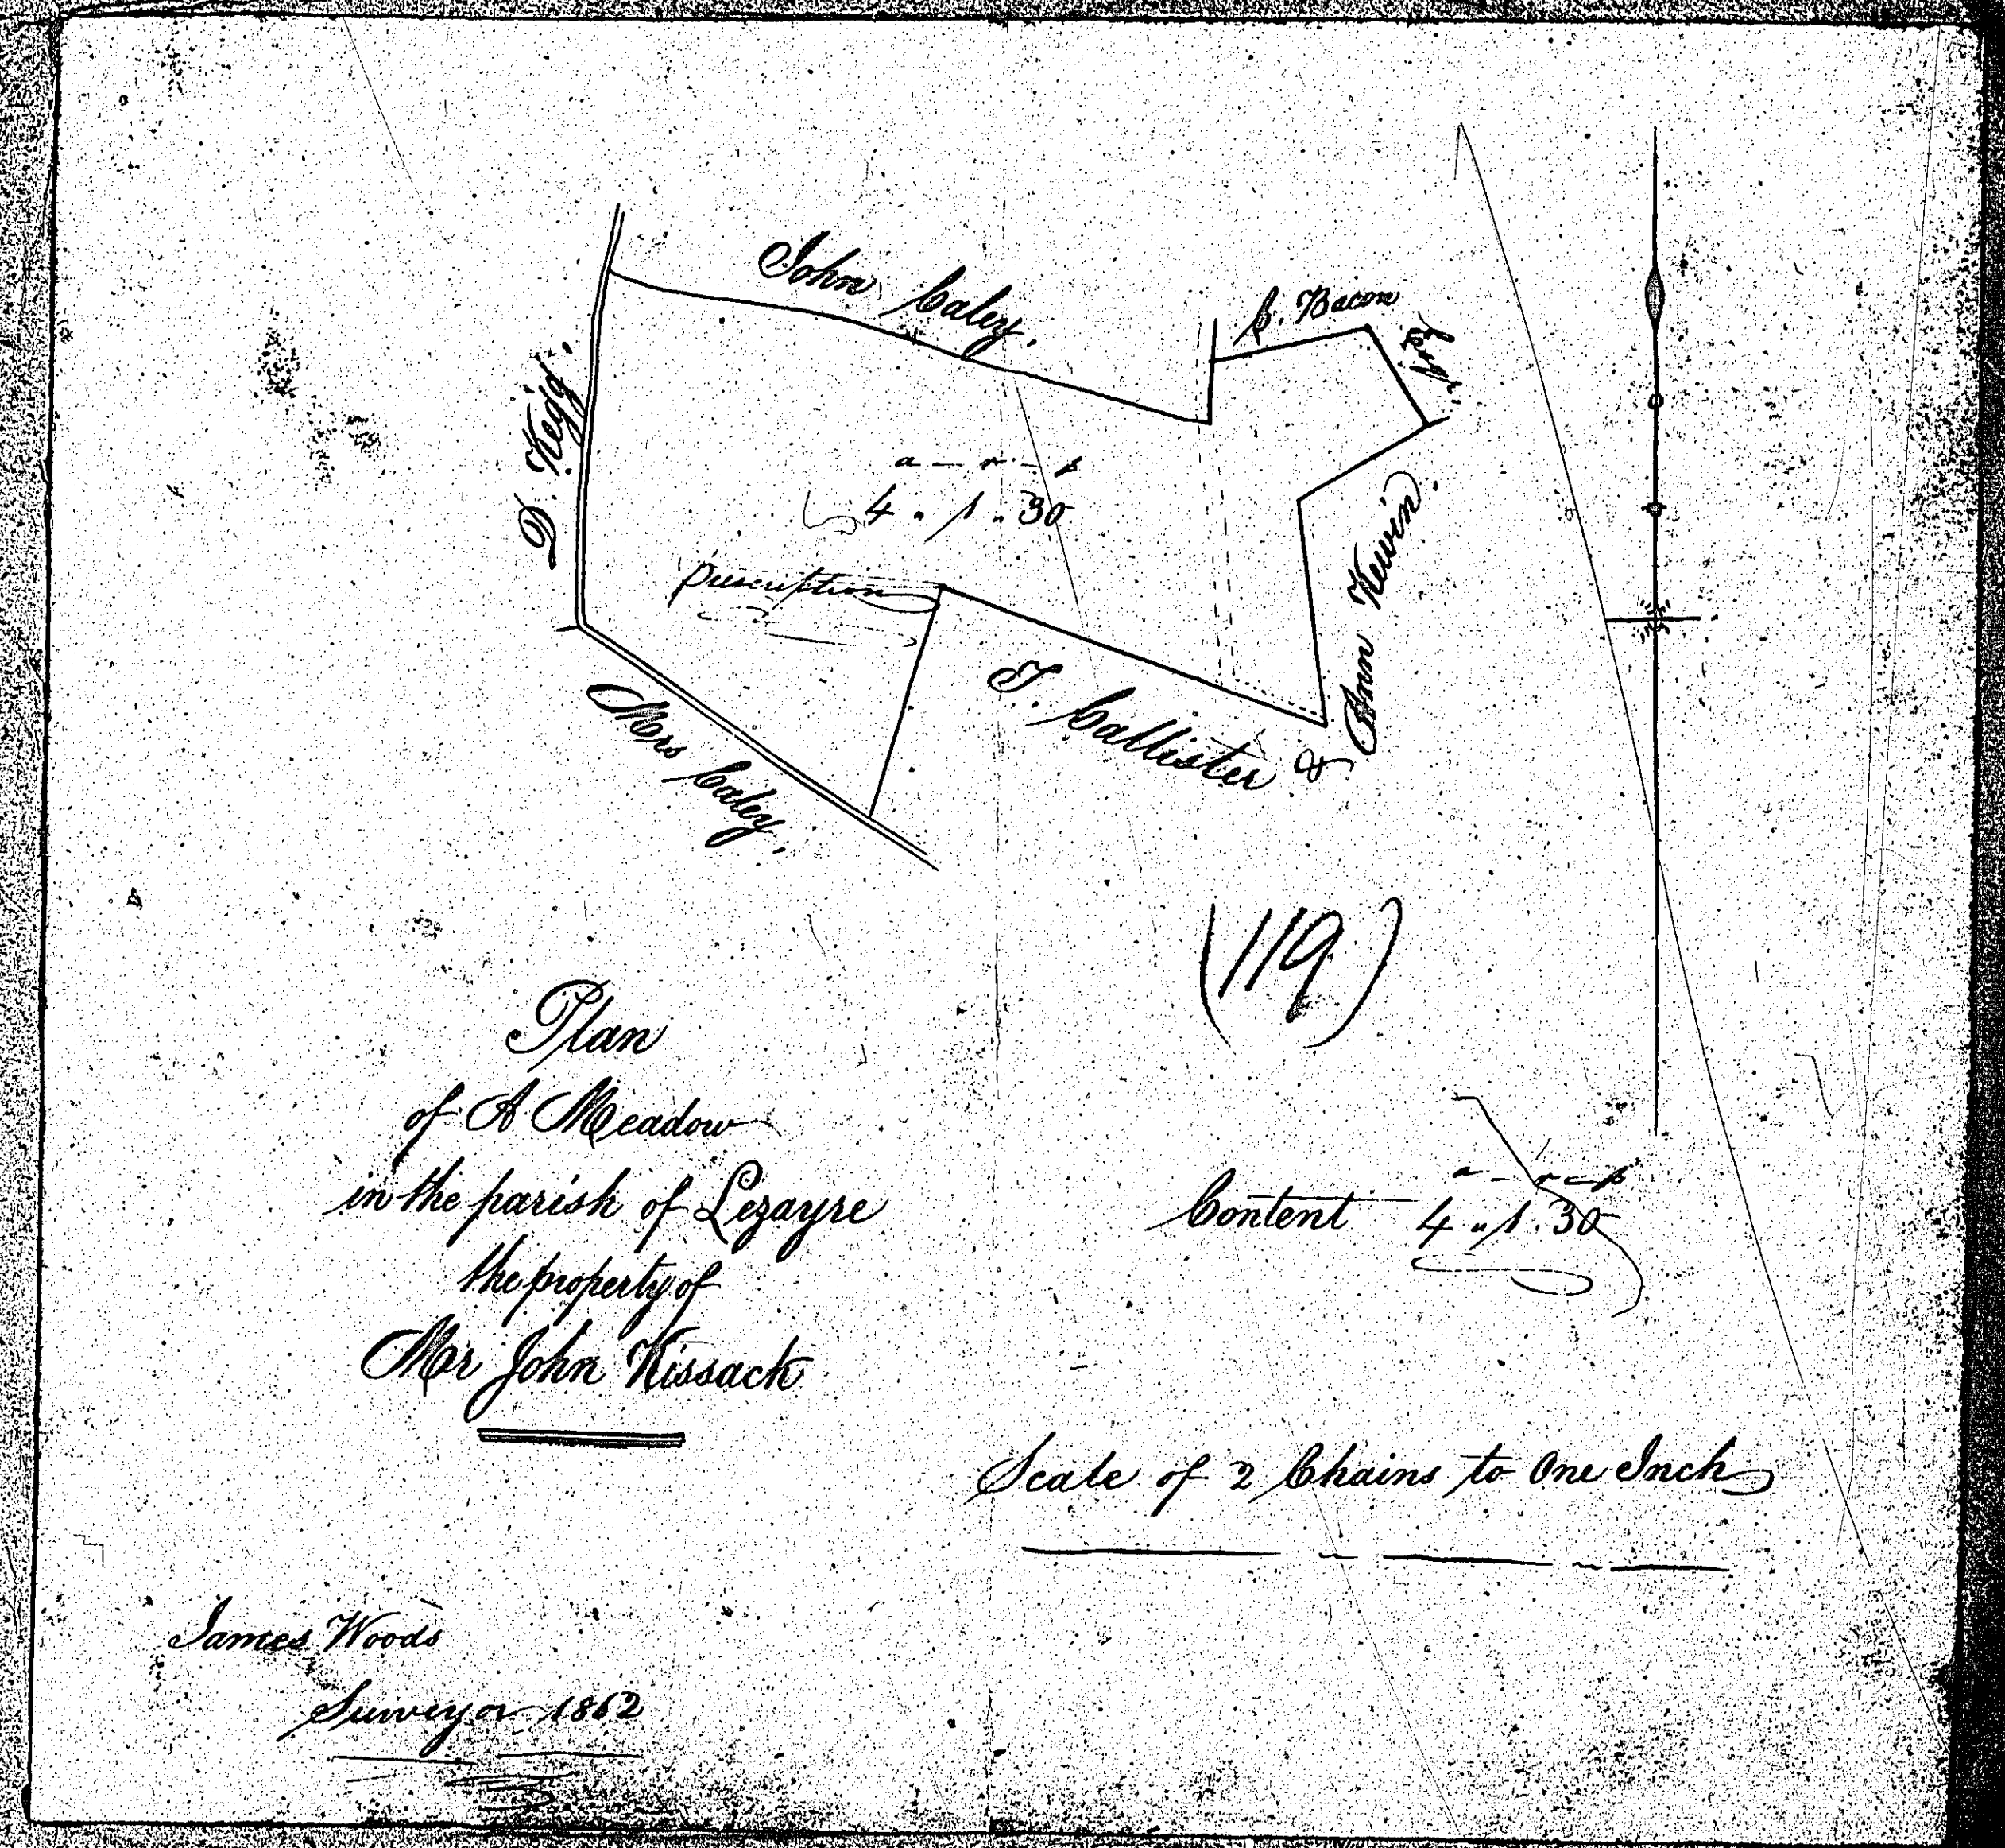 John Caley.
C. Bacon
Esqr.
D. Kegg.
a - r - p
4 " 1 " 30
prescription
Mrs Caley.
T. Callister &
Ann Kewin.
(119)
Plan
of A Meadow
in the parish of Lezayre
the property of
Mr John Kissack
a - r - p
Content 4 " 1 . 30
Scale of 2 Chains to One Inch
James Woods
Surveyor 1862